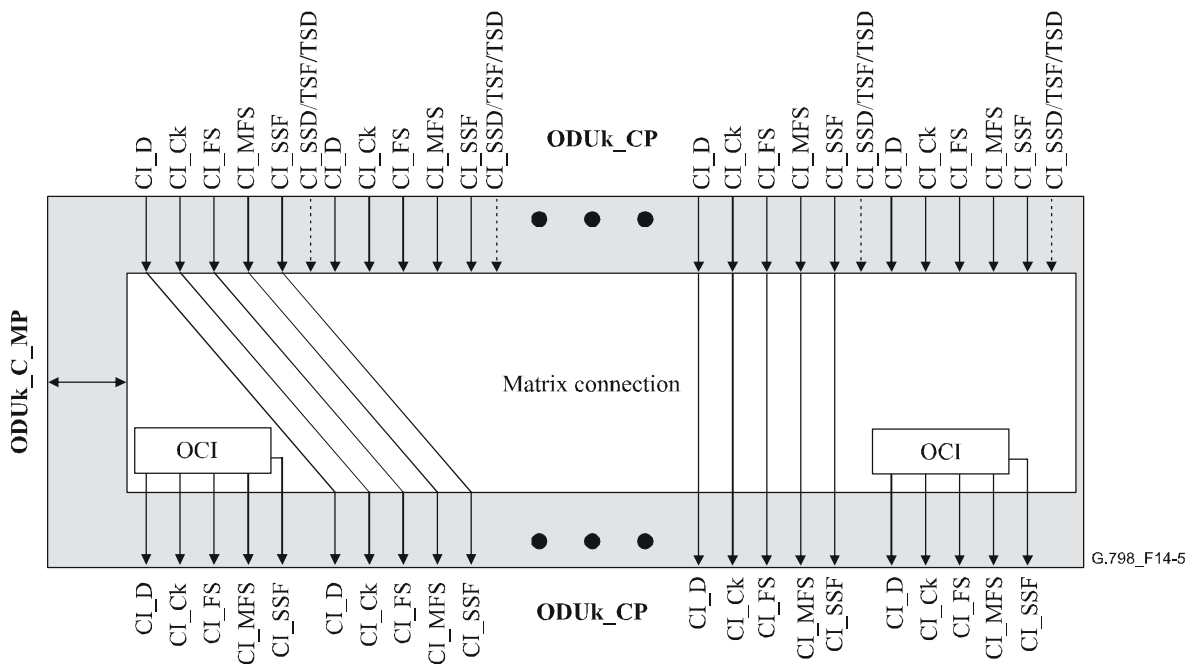 CI_D
CI_Ck
CI_FS
CI_MFS
CI_SSF
CI_SSD/TSF/TSD
CI_D
CI_Ck
CI_FS
CI_MFS
CI_SSF
CI_SSD/TSF/TSD
ODUk_CP
CI_D
CI_Ck
CI_FS
CI_MFS
CI_SSF
CI_SSD/TSF/TSD
CI_D
CI_Ck
CI_FS
CI_MFS
CI_SSF
CI_SSD/TSF/TSD
ODUk_C_MP
Matrix connection
OCI
OCI
G.798_F14-5
CI_D
CI_Ck
CI_FS
CI_MFS
CI_SSF
CI_D
CI_Ck
CI_FS
CI_MFS
CI_SSF
ODUk_CP
CI_D
CI_Ck
CI_FS
CI_MFS
CI_SSF
CI_D
CI_Ck
CI_FS
CI_MFS
CI_SSF